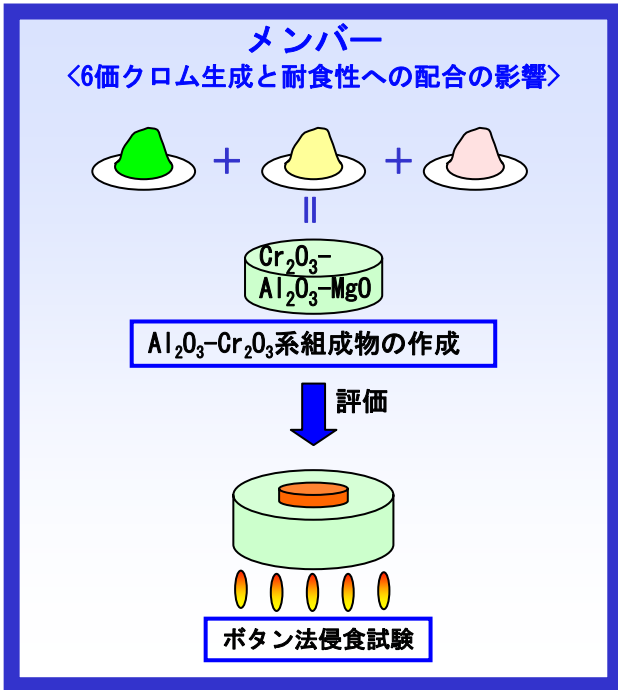 メンバー
<6価クロム生成と耐食性への配合の影響>
+ +
=
Cr₂O₃-
Al₂O₃-MgO
Al₂O₃-Cr₂O₃系組成物の作成
評価
ボタン法侵食試験